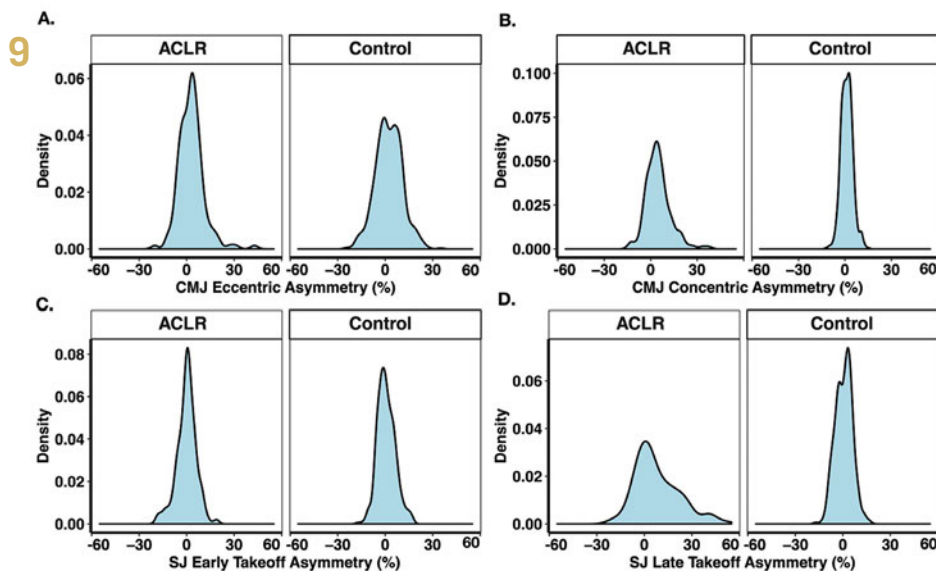 9
A.
B.
ACLR
Control
ACLR
Control
Density
0.06
0.04
0.02
0.00
-60 -30 0 30 60
-60 -30 0 30 60
CMJ Eccentric Asymmetry (%)
Density
0.100
0.075
0.050
0.025
0.000
-60 -30 0 30 60
-60 -30 0 30 60
CMJ Concentric Asymmetry (%)
C.
D.
ACLR
Control
ACLR
Control
Density
0.08
0.06
0.04
0.02
0.00
-60 -30 0 30 60
-60 -30 0 30 60
SJ Early Takeoff Asymmetry (%)
Density
0.06
0.04
0.02
0.00
-60 -30 0 30 60
-60 -30 0 30 60
SJ Late Takeoff Asymmetry (%)